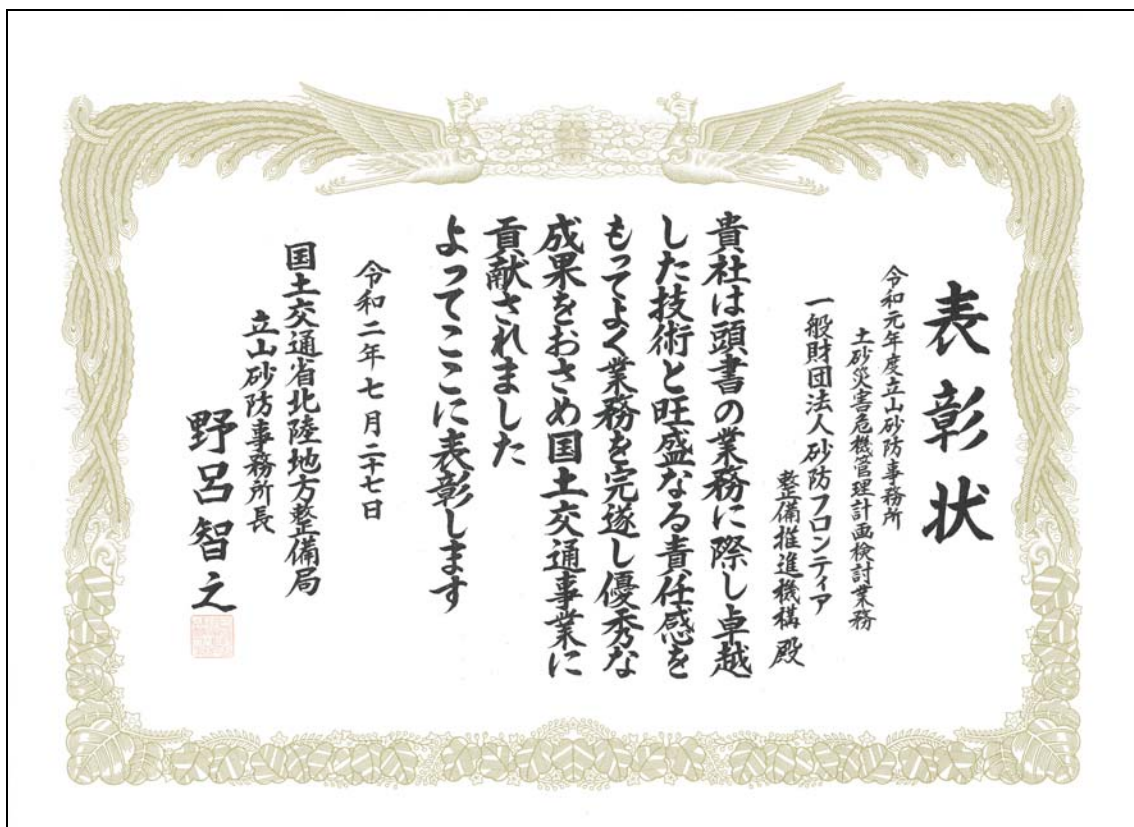 表彰状
令和元年度立山砂防事務所
土砂災害危機管理計画検討業務
一般財団法人砂防フロンティア
整備推進機構 殿
貴社は頭書の業務に際し卓越
した技術と旺盛なる責任感を
もってよく業務を完遂し優秀な
成果をおさめ国土交通事業に
貢献されました
よってここに表彰します
令和二年七月二十七日
国土交通省北陸地方整備局
立山砂防事務所長
野呂智之